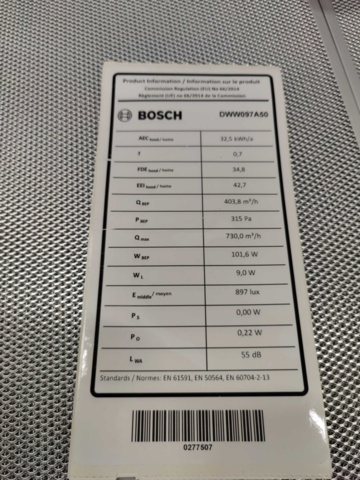 Product Information / Information sur le produit
Commission Regulation (EU) No 66/2014
Règlement (UE) no 66/2014 de la Commission
BOSCH DWW097A50
AEC hood / hotte 32,5 kWh/a
f 0,7
FDE hood / hotte 34,8
EEI hood / hotte 42,7
Q BEP 403,8 m³/h
P BEP 315 Pa
Q max 730,0 m³/h
W BEP 101,6 W
W L 9,0 W
E middle / moyen 897 lux
P S 0,00 W
P O 0,22 W
L WA 55 dB
Standards / Normes: EN 61591, EN 50564, EN 60704-2-13
0277507